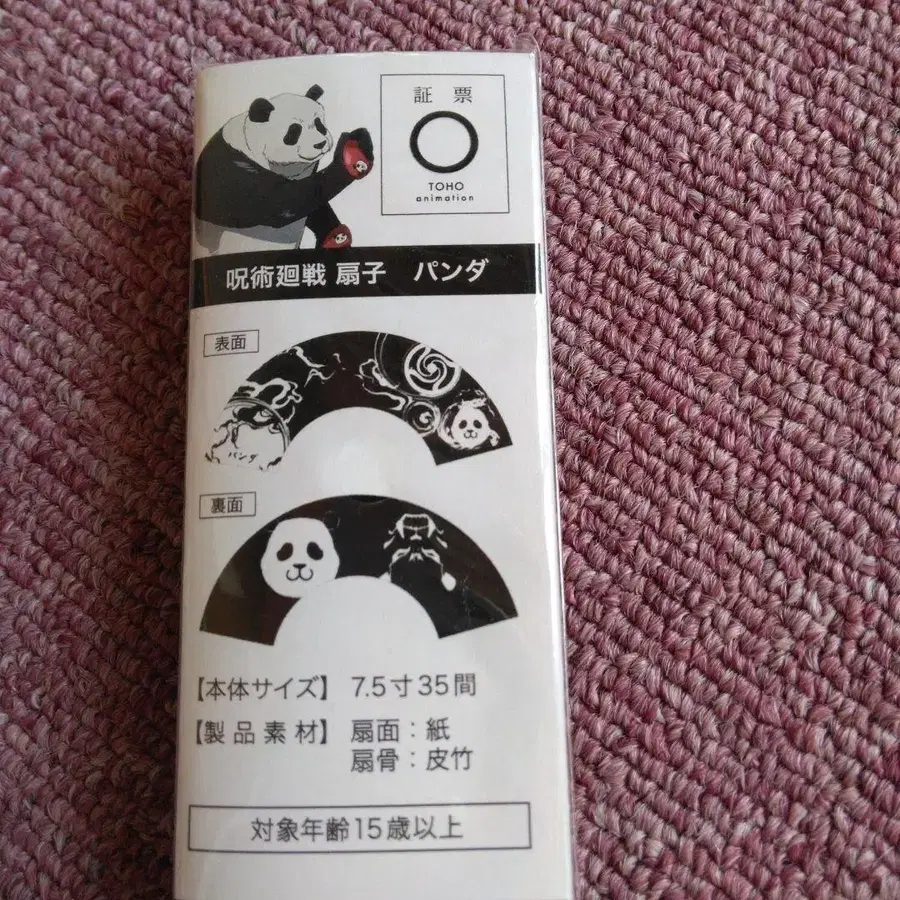 証 票
TOHO
animation
呪術廻戦 扇子 パンダ
表面
パンダ
裏面
【本体サイズ】 7.5寸35間
【製品素材】 扇面：紙
扇骨：皮竹
対象年齢15歳以上